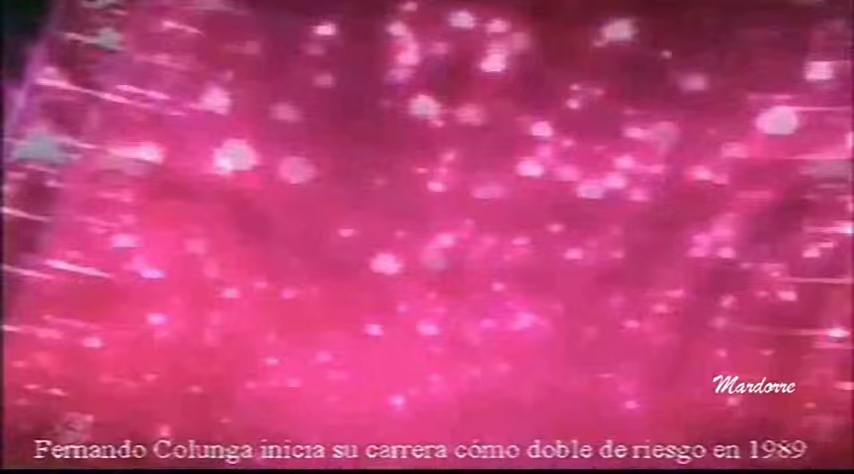 Mardorre
Fernando Colunga inicia su carrera cómo doble de riesgo en 1989